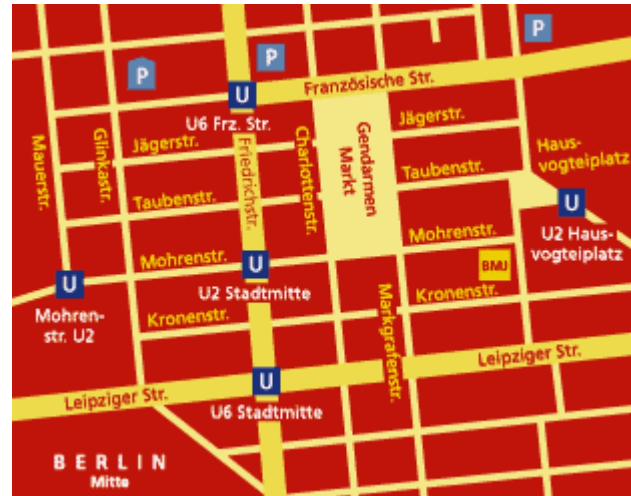 P
P
P
Französische Str.
U
U6 Frz. Str.
Mauerstr.
Glinkastr.
Jägerstr.
Friedrichstr.
Charlottenstr.
Gendarmen
Markt
Jägerstr.
Haus-
vogteiplatz
Taubenstr.
Taubenstr.
U
U2 Haus-
vogteiplatz
Mohrenstr.
Mohrenstr.
U
U2 Stadtmitte
U
Mohren-
str. U2
BMJ
Kronenstr.
Kronenstr.
Markgrafenstr.
Leipziger Str.
Leipziger Str.
U
U6 Stadtmitte
BERLIN
Mitte